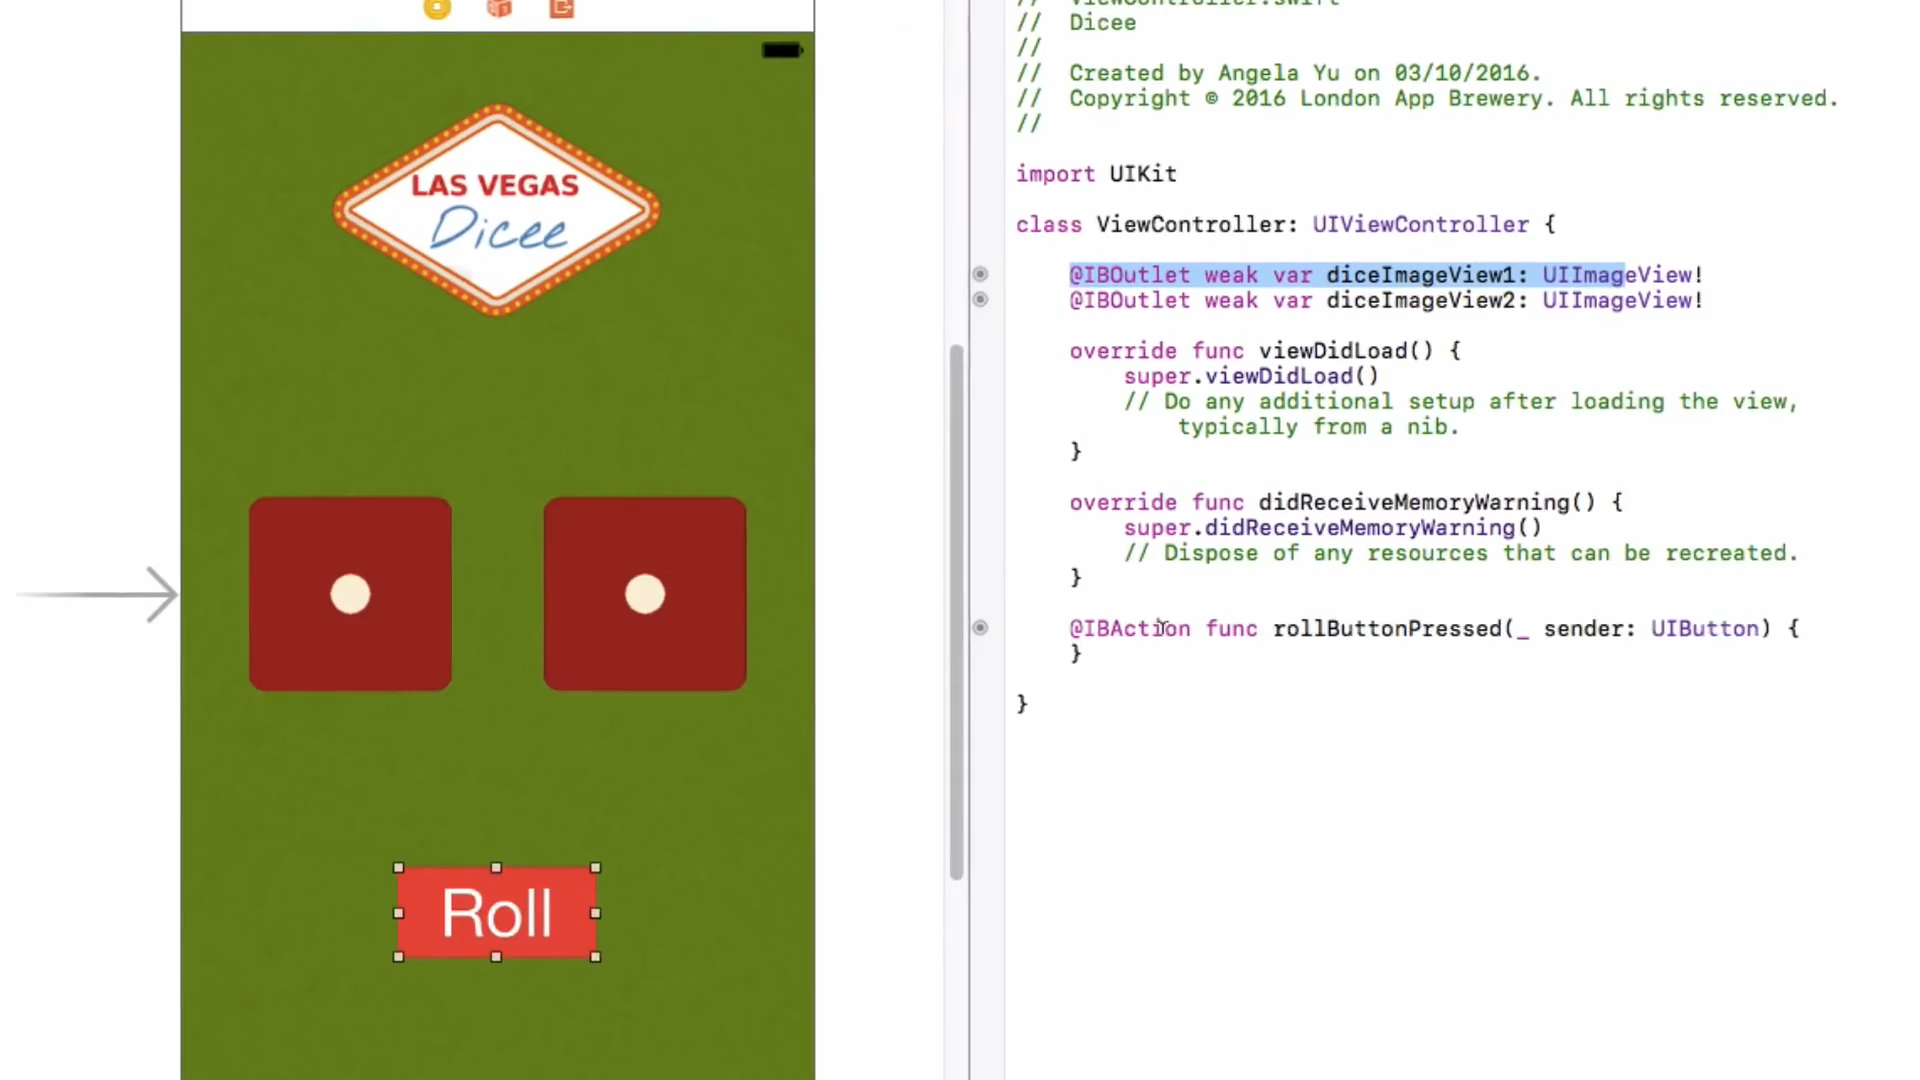 LAS VEGAS
Dicee
Roll
// ViewController.swift
// Dicee
//
// Created by Angela Yu on 03/10/2016.
// Copyright © 2016 London App Brewery. All rights reserved.
//
import UIKit
class ViewController: UIViewController {
@IBOutlet weak var diceImageView1: UIImageView!
@IBOutlet weak var diceImageView2: UIImageView!
override func viewDidLoad() {
super.viewDidLoad()
// Do any additional setup after loading the view,
typically from a nib.
}
override func didReceiveMemoryWarning() {
super.didReceiveMemoryWarning()
// Dispose of any resources that can be recreated.
}
@IBAction func rollButtonPressed(_ sender: UIButton) {
}
}